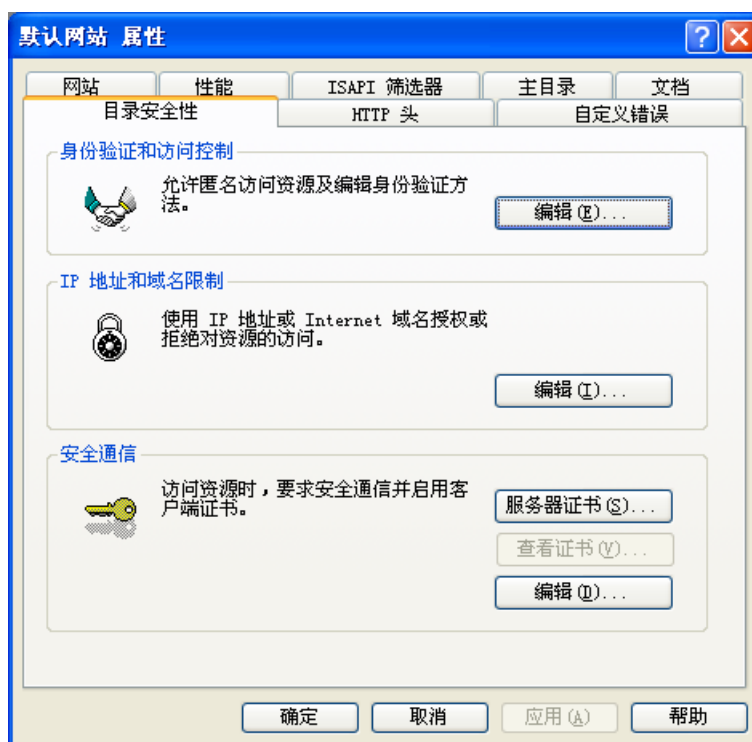 默认网站 属性
网站 性能 ISAPI 筛选器 主目录 文档
目录安全性 HTTP 头 自定义错误
身份验证和访问控制
允许匿名访问资源及编辑身份验证方
法。
编辑(E)...
IP 地址和域名限制
使用 IP 地址或 Internet 域名授权或
拒绝对资源的访问。
编辑(I)...
安全通信
访问资源时，要求安全通信并启用客
户端证书。
服务器证书(S)...
查看证书(V)...
编辑(D)...
确定 取消 应用(A) 帮助